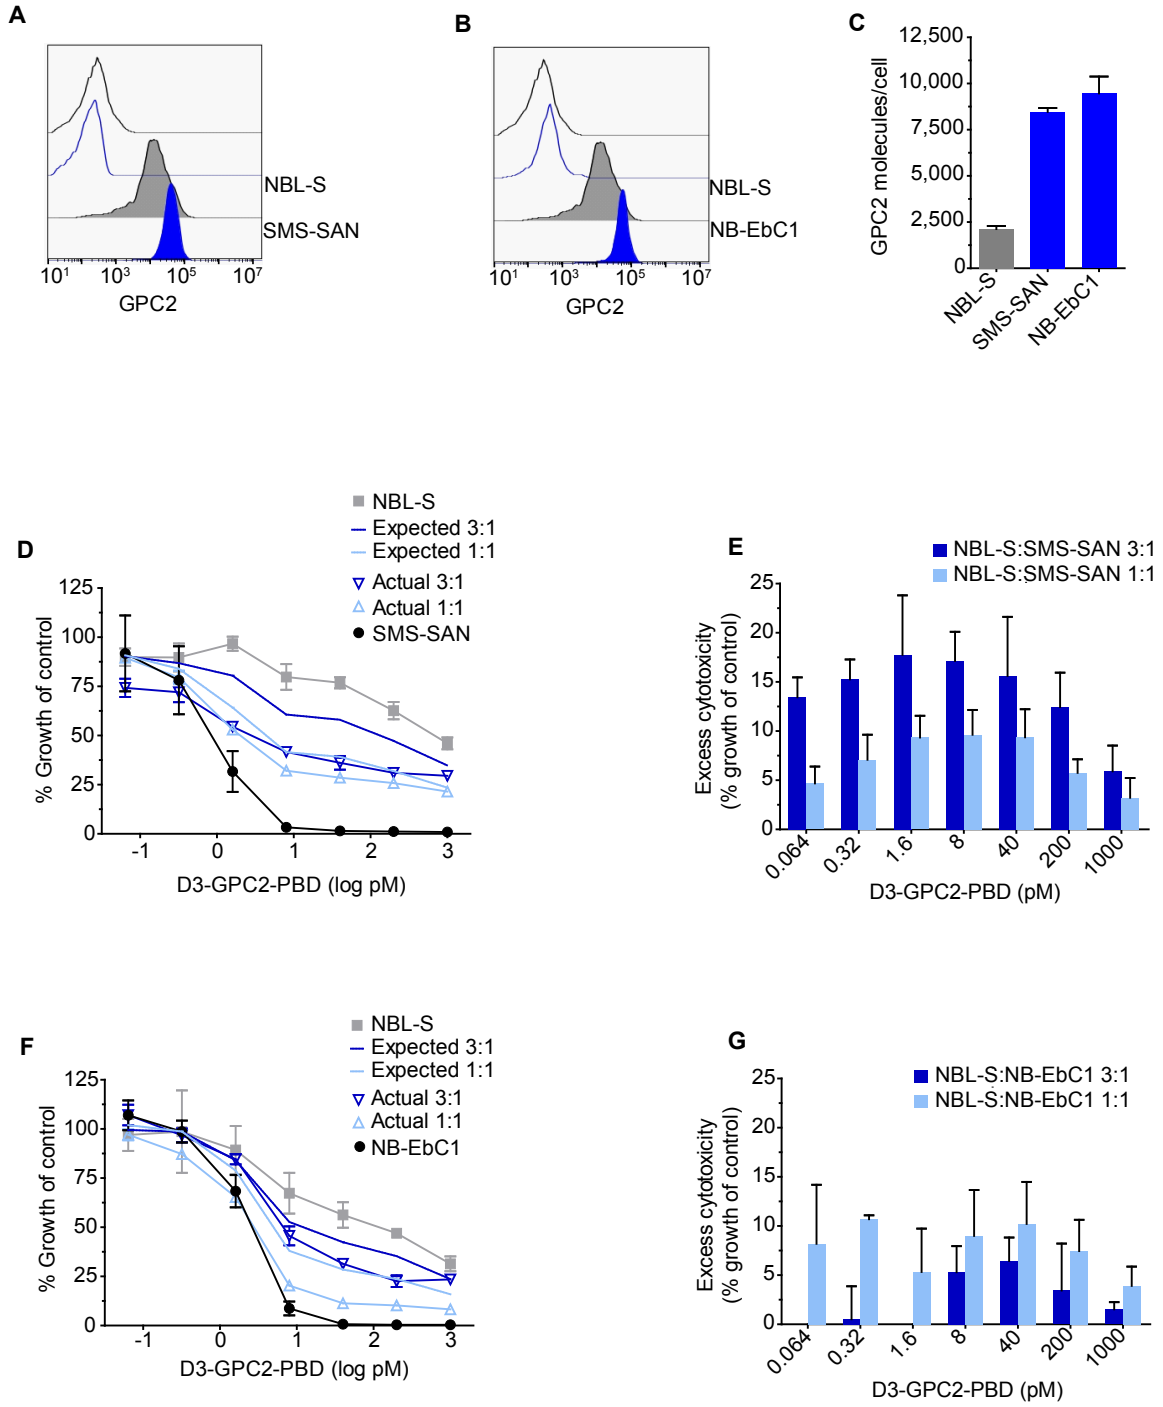 A
NBL-S
SMS-SAN
10¹ 10³ 10⁵ 10⁷
GPC2
B
NBL-S
NB-EbC1
10¹ 10³ 10⁵ 10⁷
GPC2
C
12,500
10,000
7,500
5,000
2,500
0
GPC2 molecules/cell
NBL-S
SMS-SAN
NB-EbC1
D
NBL-S
Expected 3:1
Expected 1:1
Actual 3:1
Actual 1:1
SMS-SAN
125
100
75
50
25
0
% Growth of control
-1 0 1 2 3
D3-GPC2-PBD (log pM)
E
NBL-S:SMS-SAN 3:1
NBL-S:SMS-SAN 1:1
25
20
15
10
5
0
Excess cytotoxicity
(% growth of control)
0.064 0.32 1.6 8 40 200 1000
D3-GPC2-PBD (pM)
F
NBL-S
Expected 3:1
Expected 1:1
Actual 3:1
Actual 1:1
NB-EbC1
125
100
75
50
25
0
% Growth of control
-1 0 1 2 3
D3-GPC2-PBD (log pM)
G
NBL-S:NB-EbC1 3:1
NBL-S:NB-EbC1 1:1
25
20
15
10
5
0
Excess cytotoxicity
(% growth of control)
0.064 0.32 1.6 8 40 200 1000
D3-GPC2-PBD (pM)